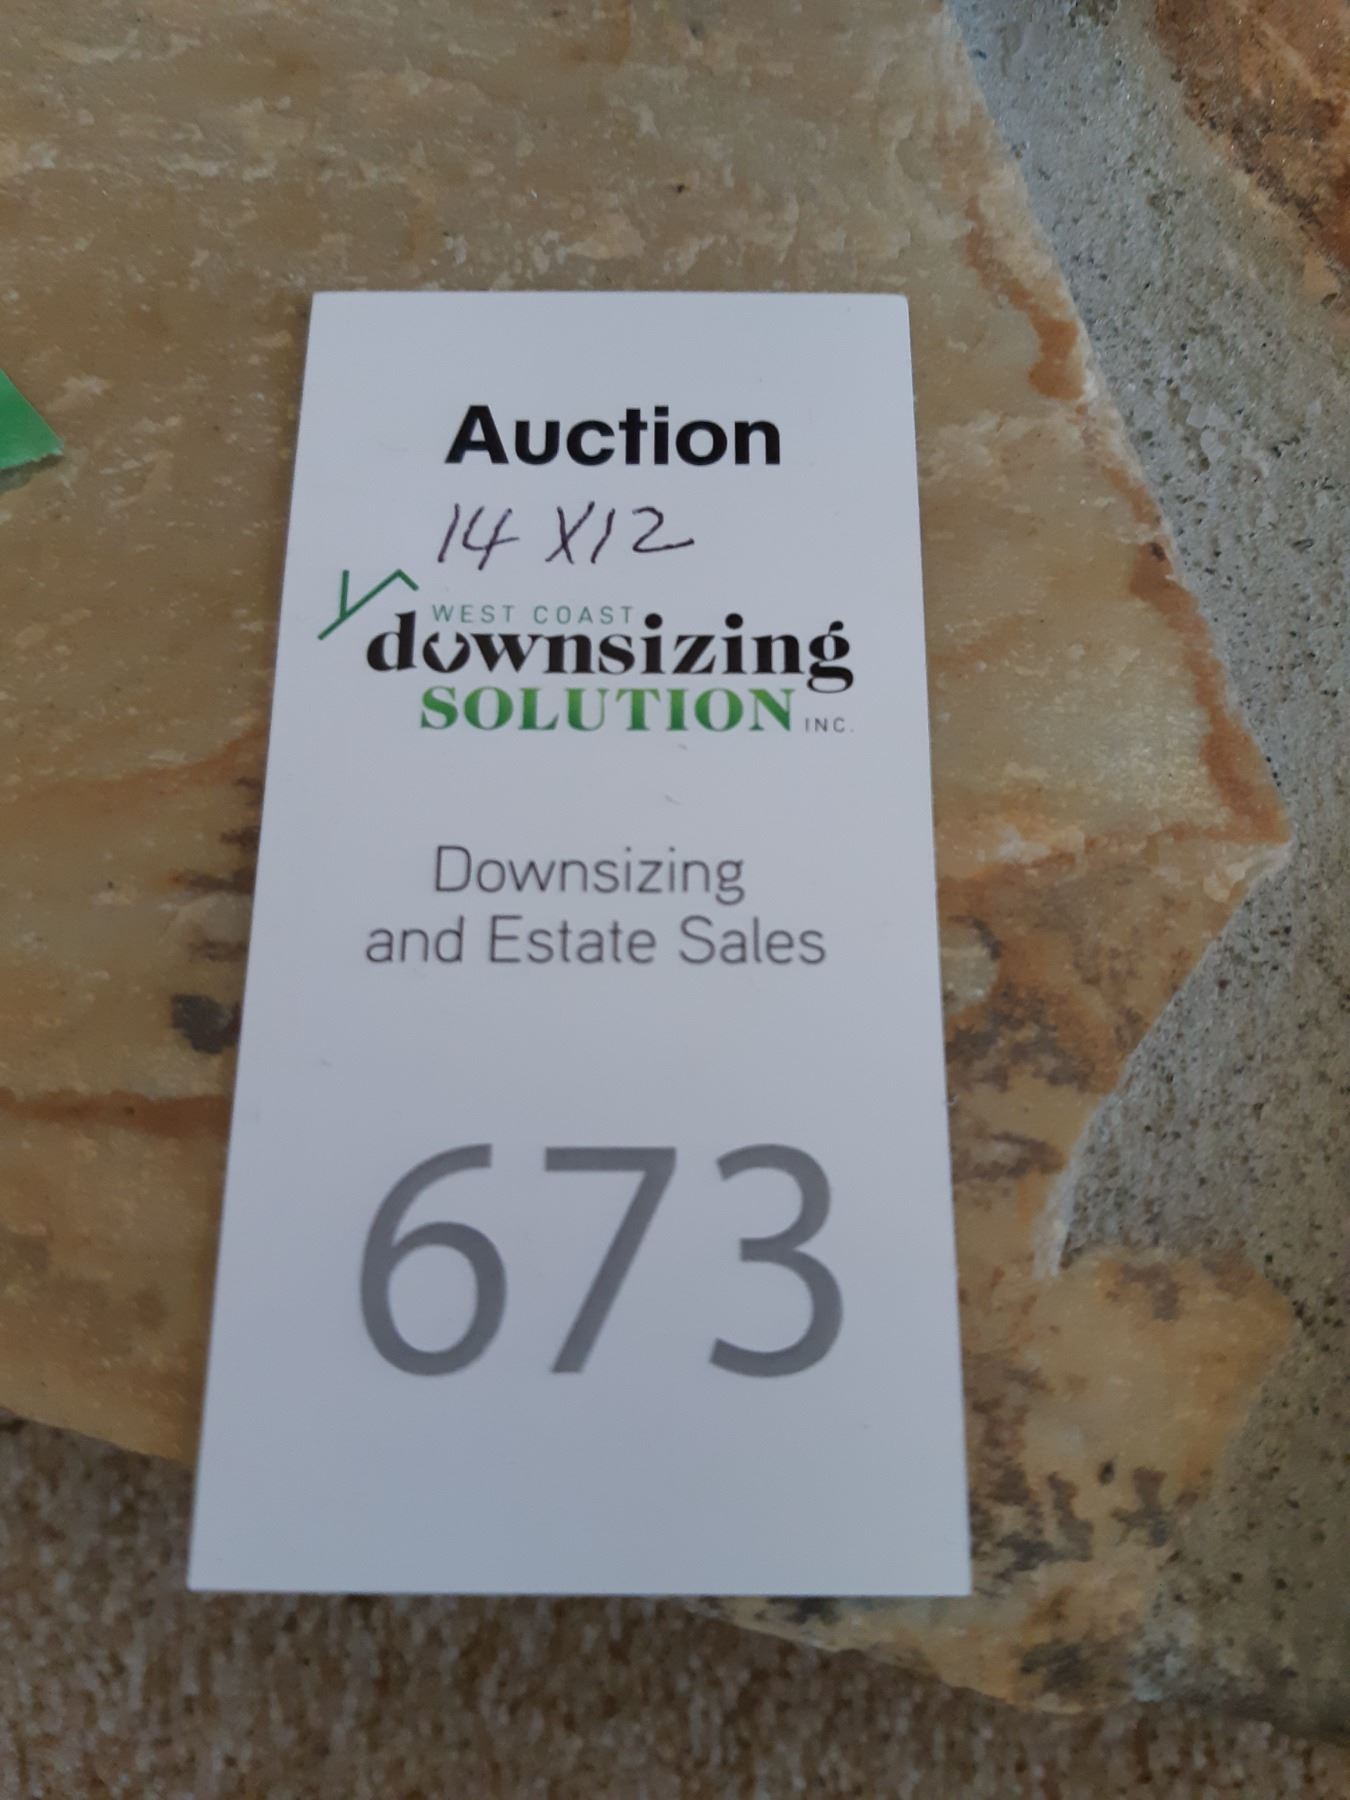 Auction
14 X12
WEST COAST
downsizing
SOLUTION INC.
Downsizing
and Estate Sales
673